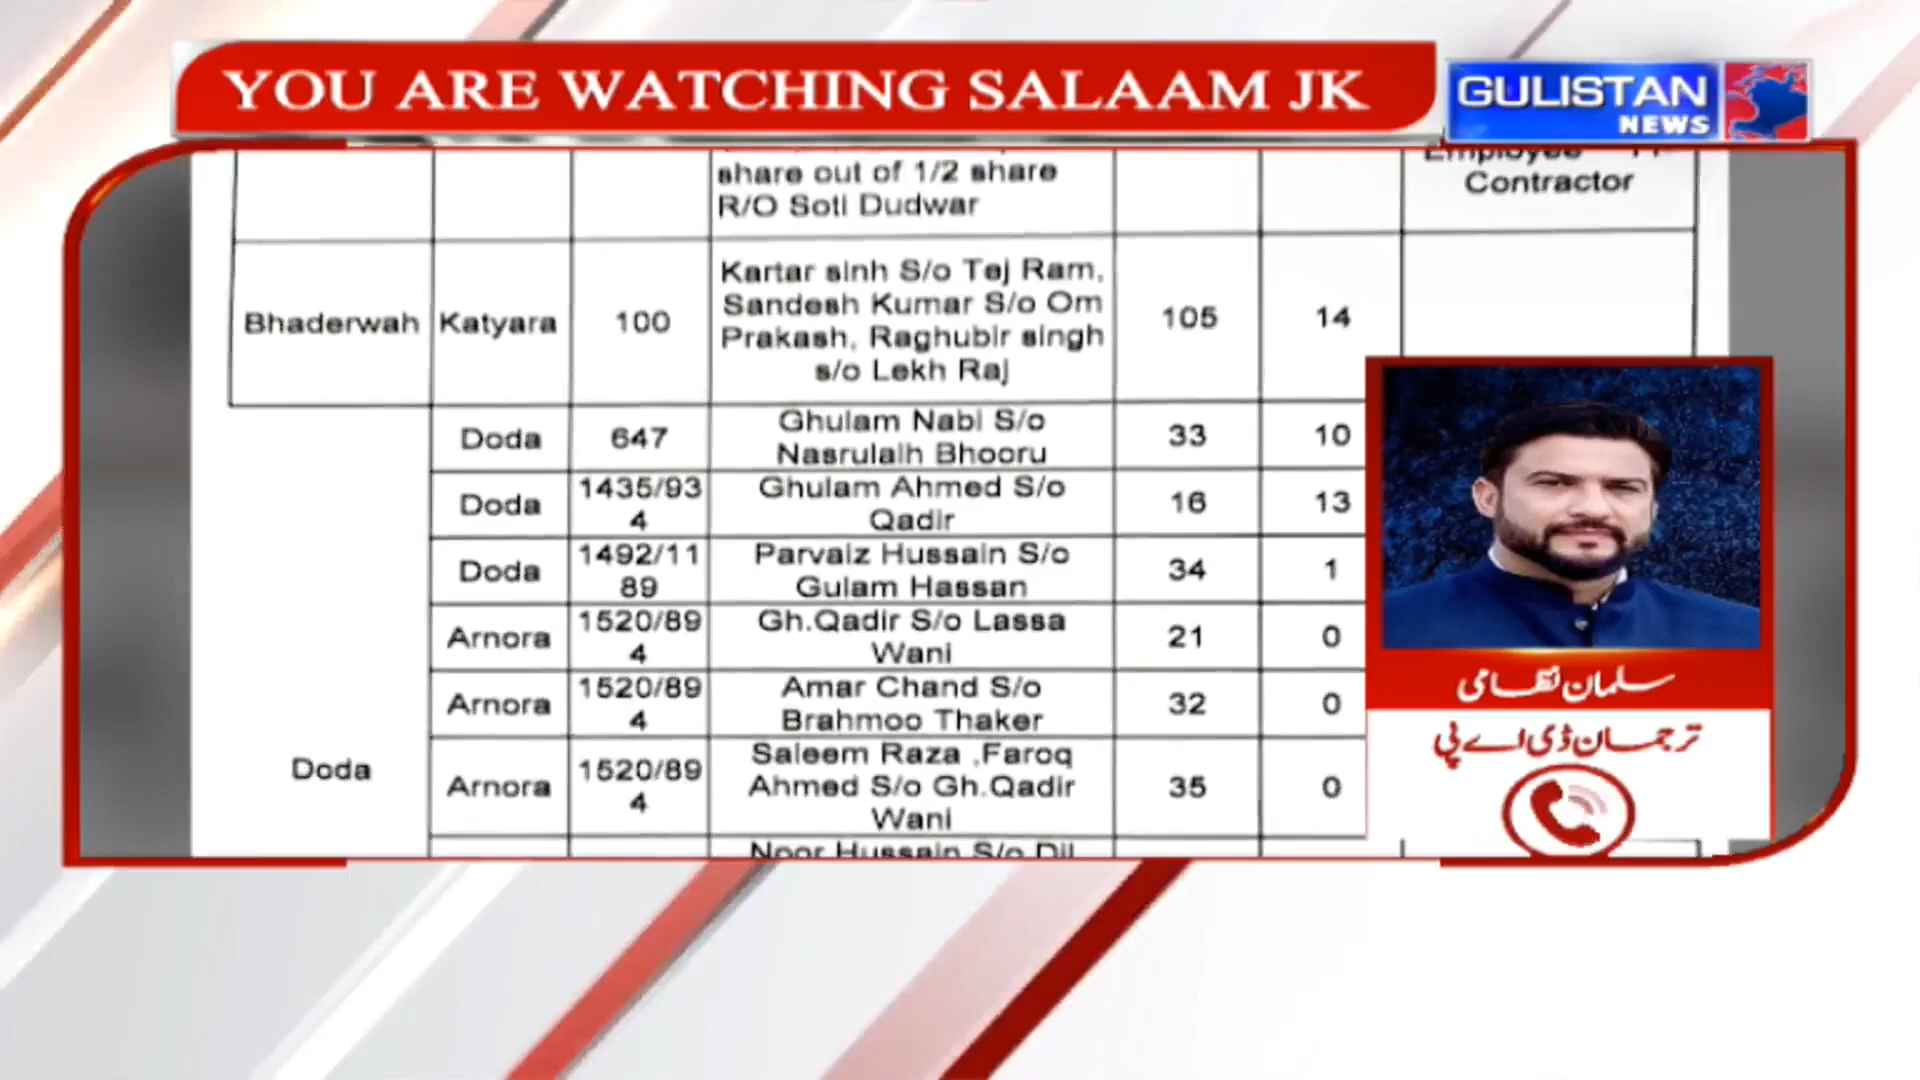 YOU ARE WATCHING SALAAM JK
GULISTAN
NEWS
share out of 1/2 share
R/O Soti Dudwar
Contractor
Bhaderwah
Katyara
100
Kartar sinh S/o Tej Ram,
Sandesh Kumar S/o Om
Prakash, Raghubir singh
s/o Lekh Raj
105
14
Doda
Doda
647
Ghulam Nabi S/o
Nasrulalh Bhooru
33
10
Doda
1435/93
4
Ghulam Ahmed S/o
Qadir
16
13
Doda
1492/11
89
Parvaiz Hussain S/o
Gulam Hassan
34
1
Arnora
1520/89
4
Gh.Qadir S/o Lassa
Wani
21
0
Arnora
1520/89
4
Amar Chand S/o
Brahmoo Thaker
32
0
Arnora
1520/89
4
Saleem Raza ,Faroq
Ahmed S/o Gh.Qadir
Wani
35
0
Noor Hussain S/o Dil
سلمان نظامی
ترجمان ڈی اے پی